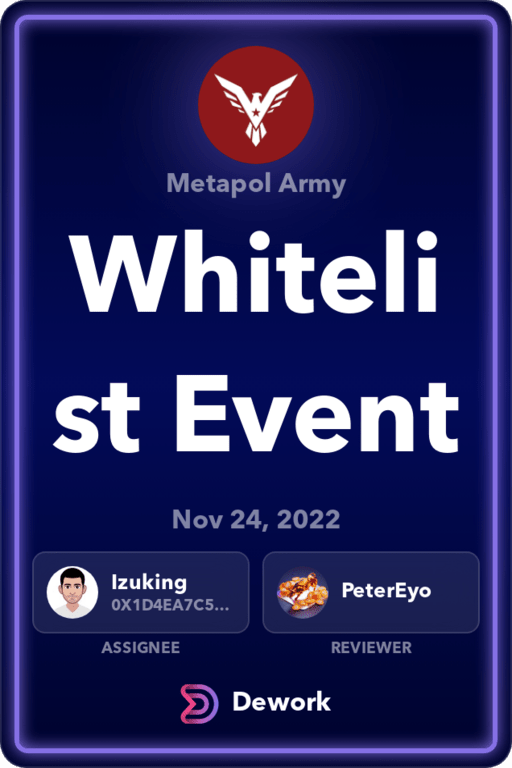 Metapol Army
Whiteli
st Event
Nov 24, 2022
Izuking
0X1D4EA7C5...
PeterEyo
ASSIGNEE
REVIEWER
Dework